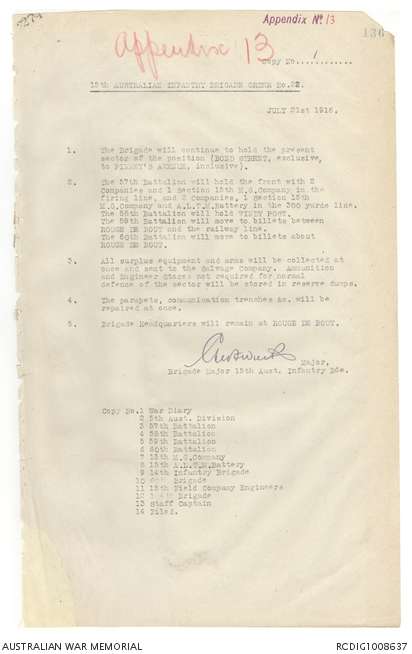 Appendix No 13
136
Appendix 13
Copy No. 1
15th AUSTRALIAN INFANTRY BRIGADE ORDER No.22.
JULY 21st 1916.
1. The Brigade will continue to hold the present
sector of the position (BOND STREET, exclusive,
to PINNEY'S AVENUE, inclusive).
2. The 57th Battalion will hold the front with 2
Companies and 1 Section 15th M.G.Company in the
firing line, and 2 Companies, 1 section 15th
M.G.Company and A.L.T.M.Battery in the 300 yards line.
The 58th Battalion will hold WINDY POST.
The 59th Battalion will move to billets between
ROUGE DE BOUT and the railway line.
The 60th Battalion will move to billets about
ROUGE DE BOUT.
3. All surplus equipment and arms will be collected at
once and sent to the Salvage Company. Ammunition
and Engineer stores not required for normal
defence of the sector will be stored in reserve dumps.
4. The parapets, communication trenches &c. will be
repaired at once.
5. Brigade Headquarters will remain at ROUGE DE BOUT.
Major.
Brigade Major 15th Aust. Infantry Bde.
Copy No.1 War Diary
2 5th Aust. Division
3 57th Battalion
4 58th Battalion
5 59th Battalion
6 60th Battalion
7 15th M.G.Company
8 15th A.L.T.M.Battery
9 14th Infantry Brigade
10 Brigade
11 15th Field Company Engineers
12 Brigade
13 Staff Captain
14 File.
AUSTRALIAN WAR MEMORIAL
RCDIG1008637